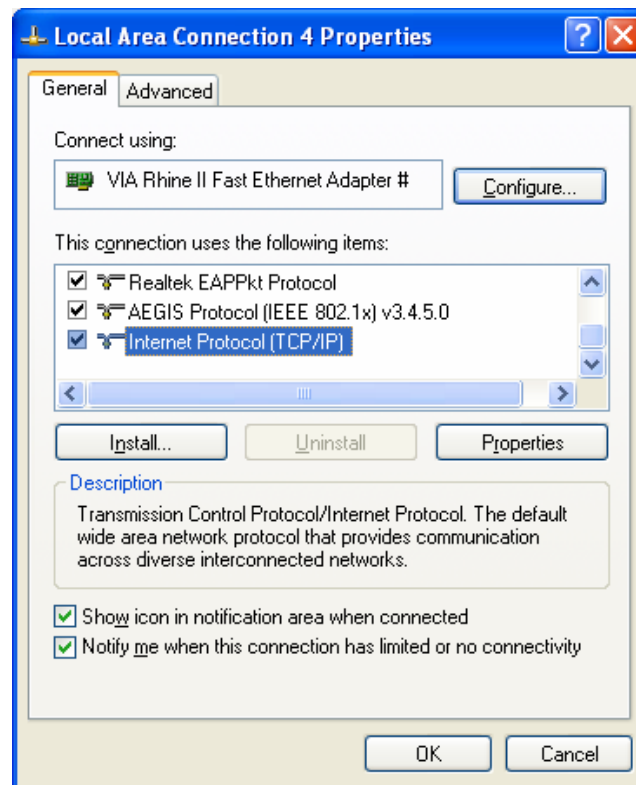 Local Area Connection 4 Properties
General Advanced
Connect using:
VIA Rhine II Fast Ethernet Adapter #
Configure...
This connection uses the following items:
Realtek EAPPkt Protocol
AEGIS Protocol (IEEE 802.1x) v3.4.5.0
Internet Protocol (TCP/IP)
Install... Uninstall Properties
Description
Transmission Control Protocol/Internet Protocol. The default
wide area network protocol that provides communication
across diverse interconnected networks.
Show icon in notification area when connected
Notify me when this connection has limited or no connectivity
OK Cancel